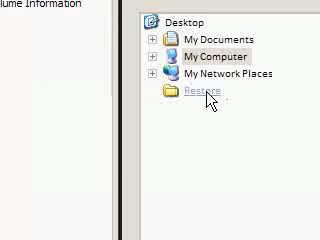 lume Information
Desktop
My Documents
My Computer
My Network Places
Restore